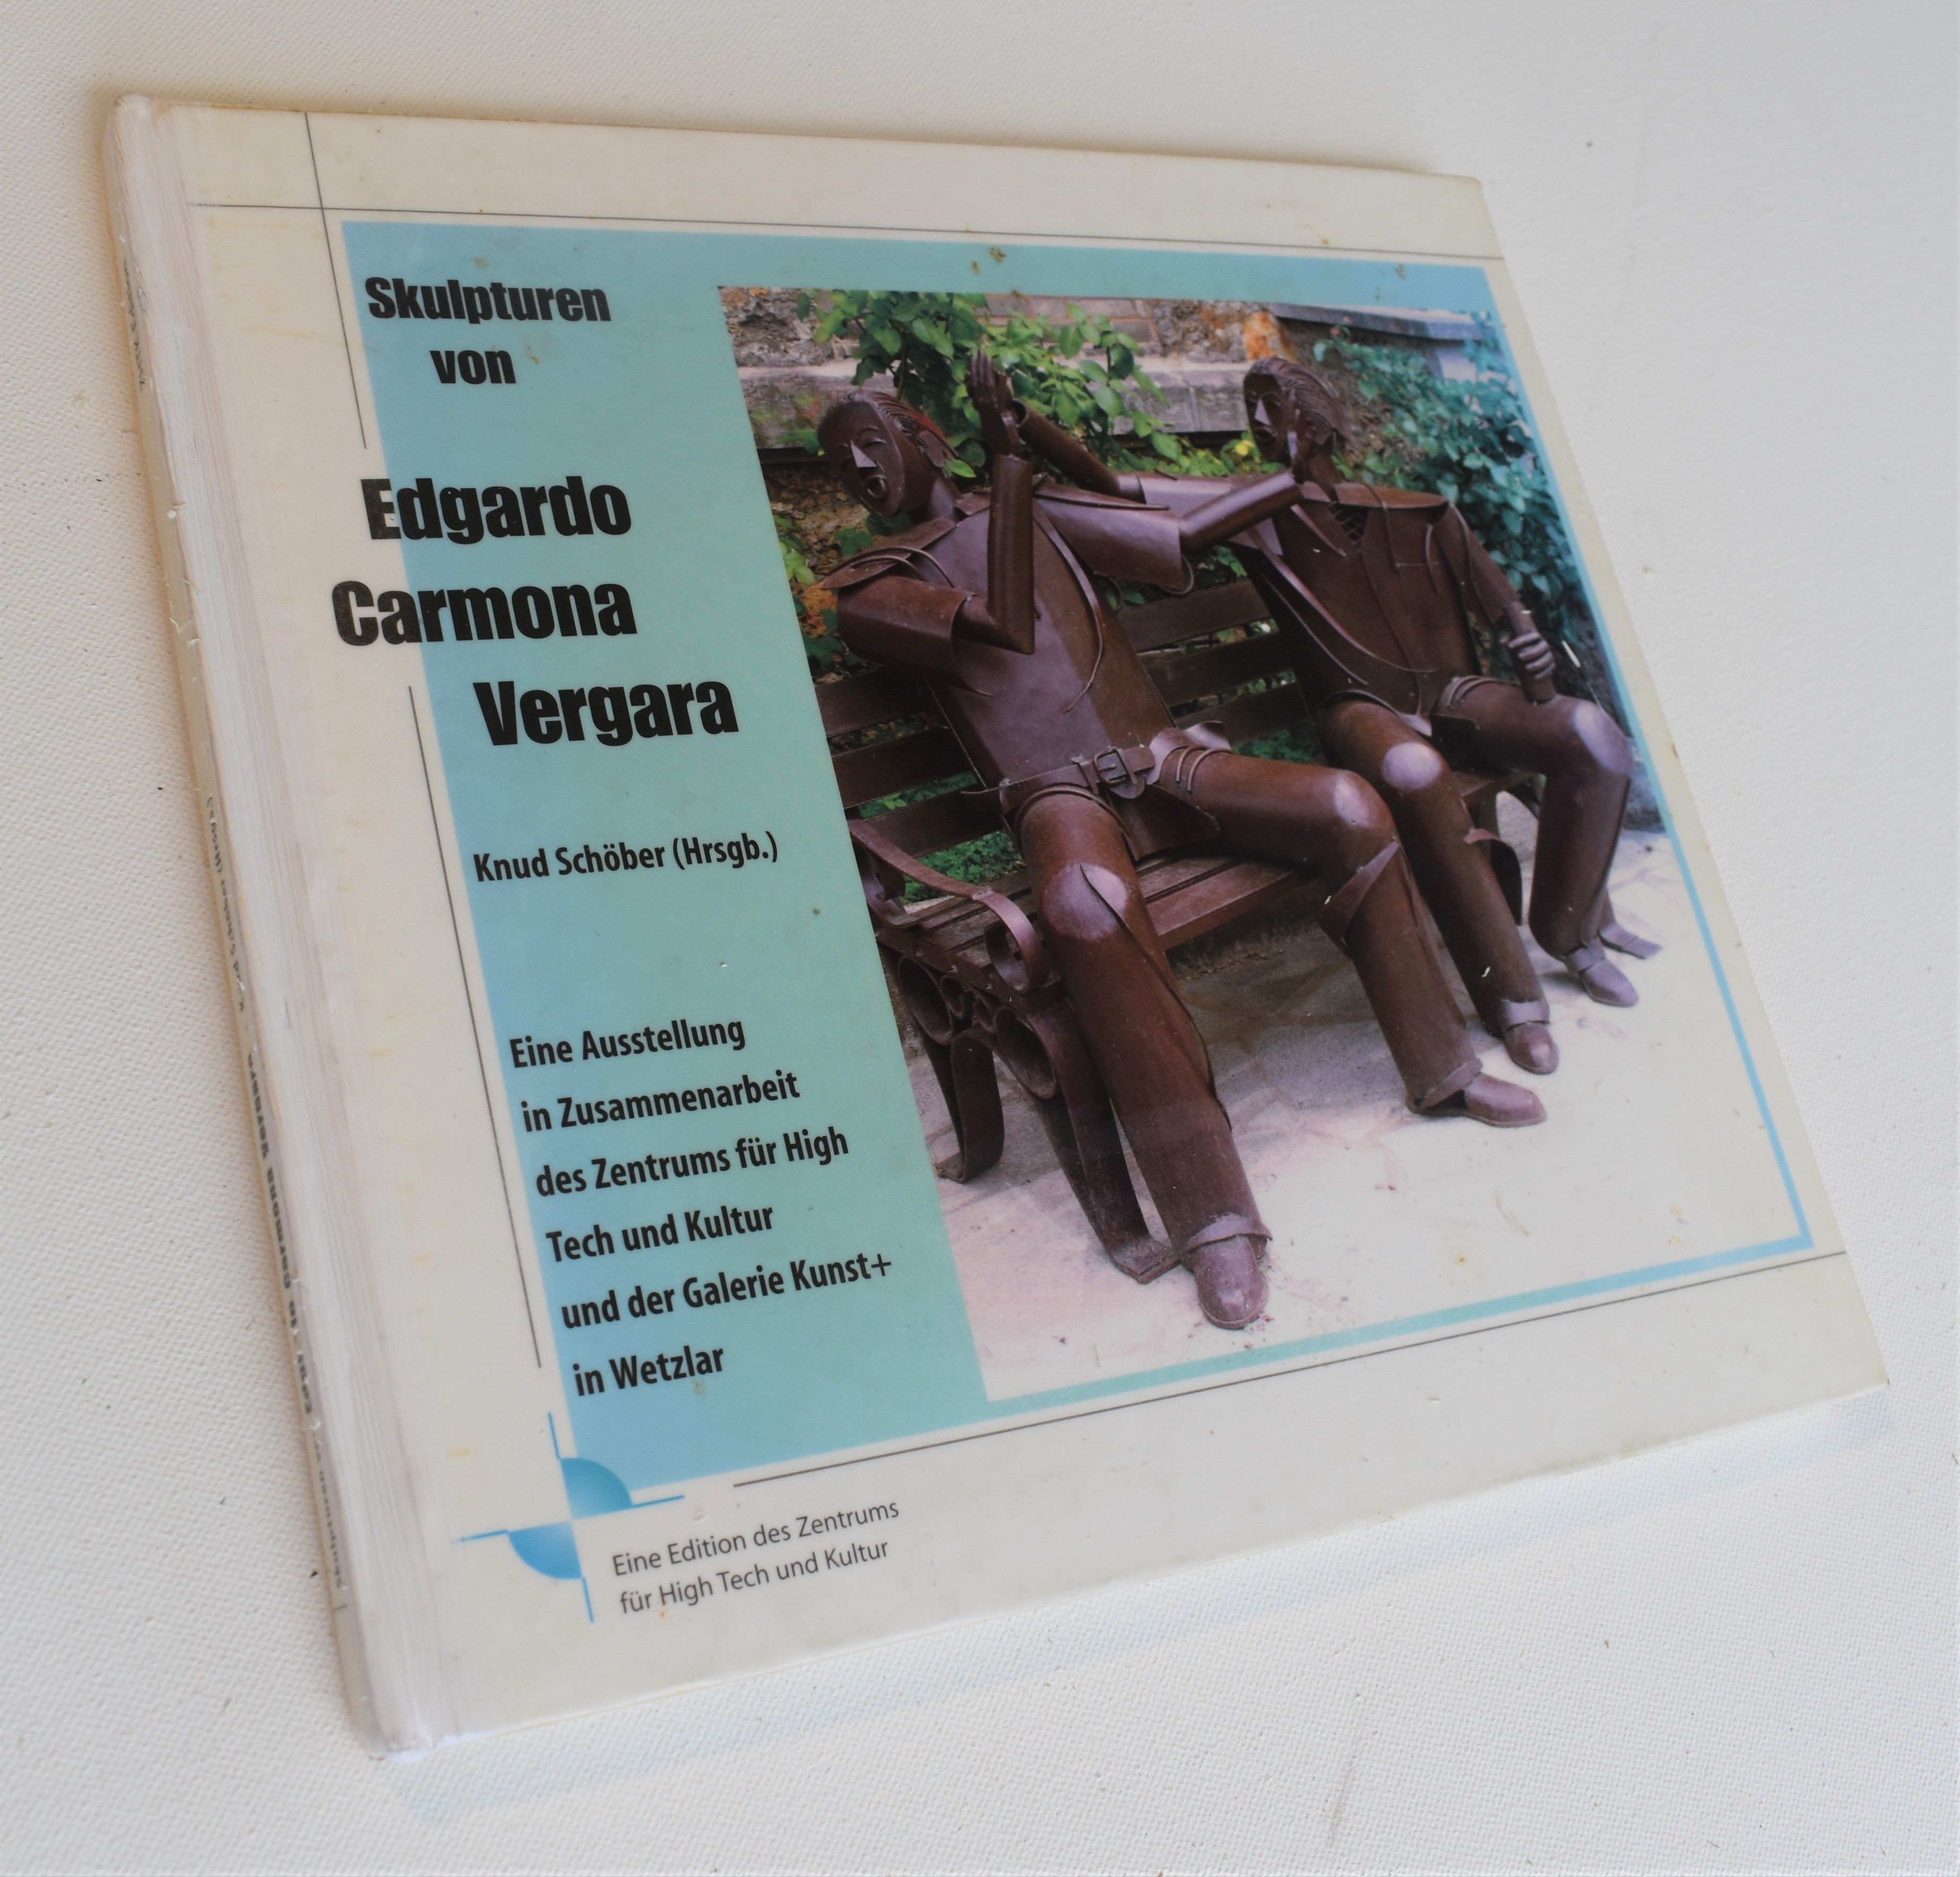 Skulpturen
von
Edgardo
Carmona
Vergara
Knud Schöber (Hrsgb.)
Eine Ausstellung
in Zusammenarbeit
des Zentrums für High
Tech und Kultur
und der Galerie Kunst+
in Wetzlar
Eine Edition des Zentrums
für High Tech und Kultur